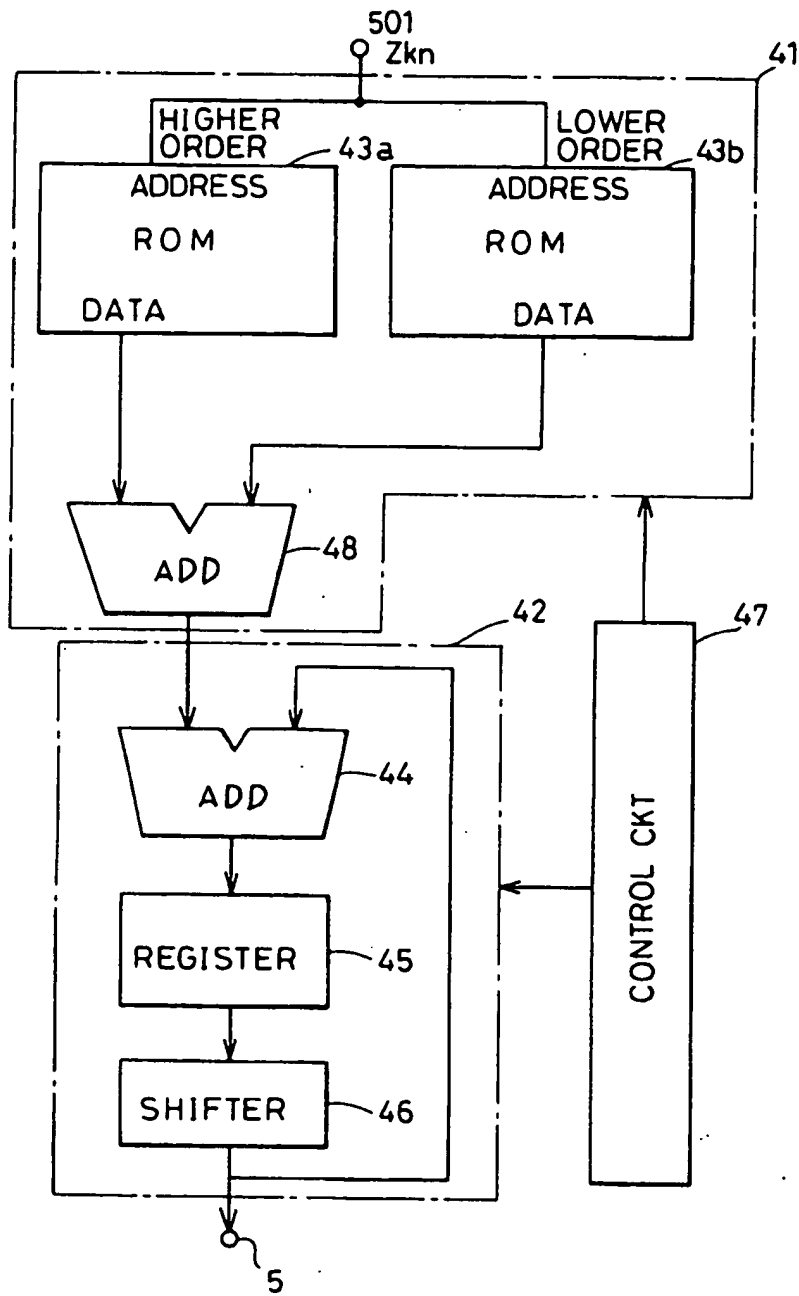 501
Zkn
41
HIGHER
ORDER
43a
LOWER
ORDER
43b
ADDRESS
ROM
DATA
ADDRESS
ROM
DATA
ADD
48
42
47
ADD
44
CONTROL CKT
REGISTER
45
SHIFTER
46
5